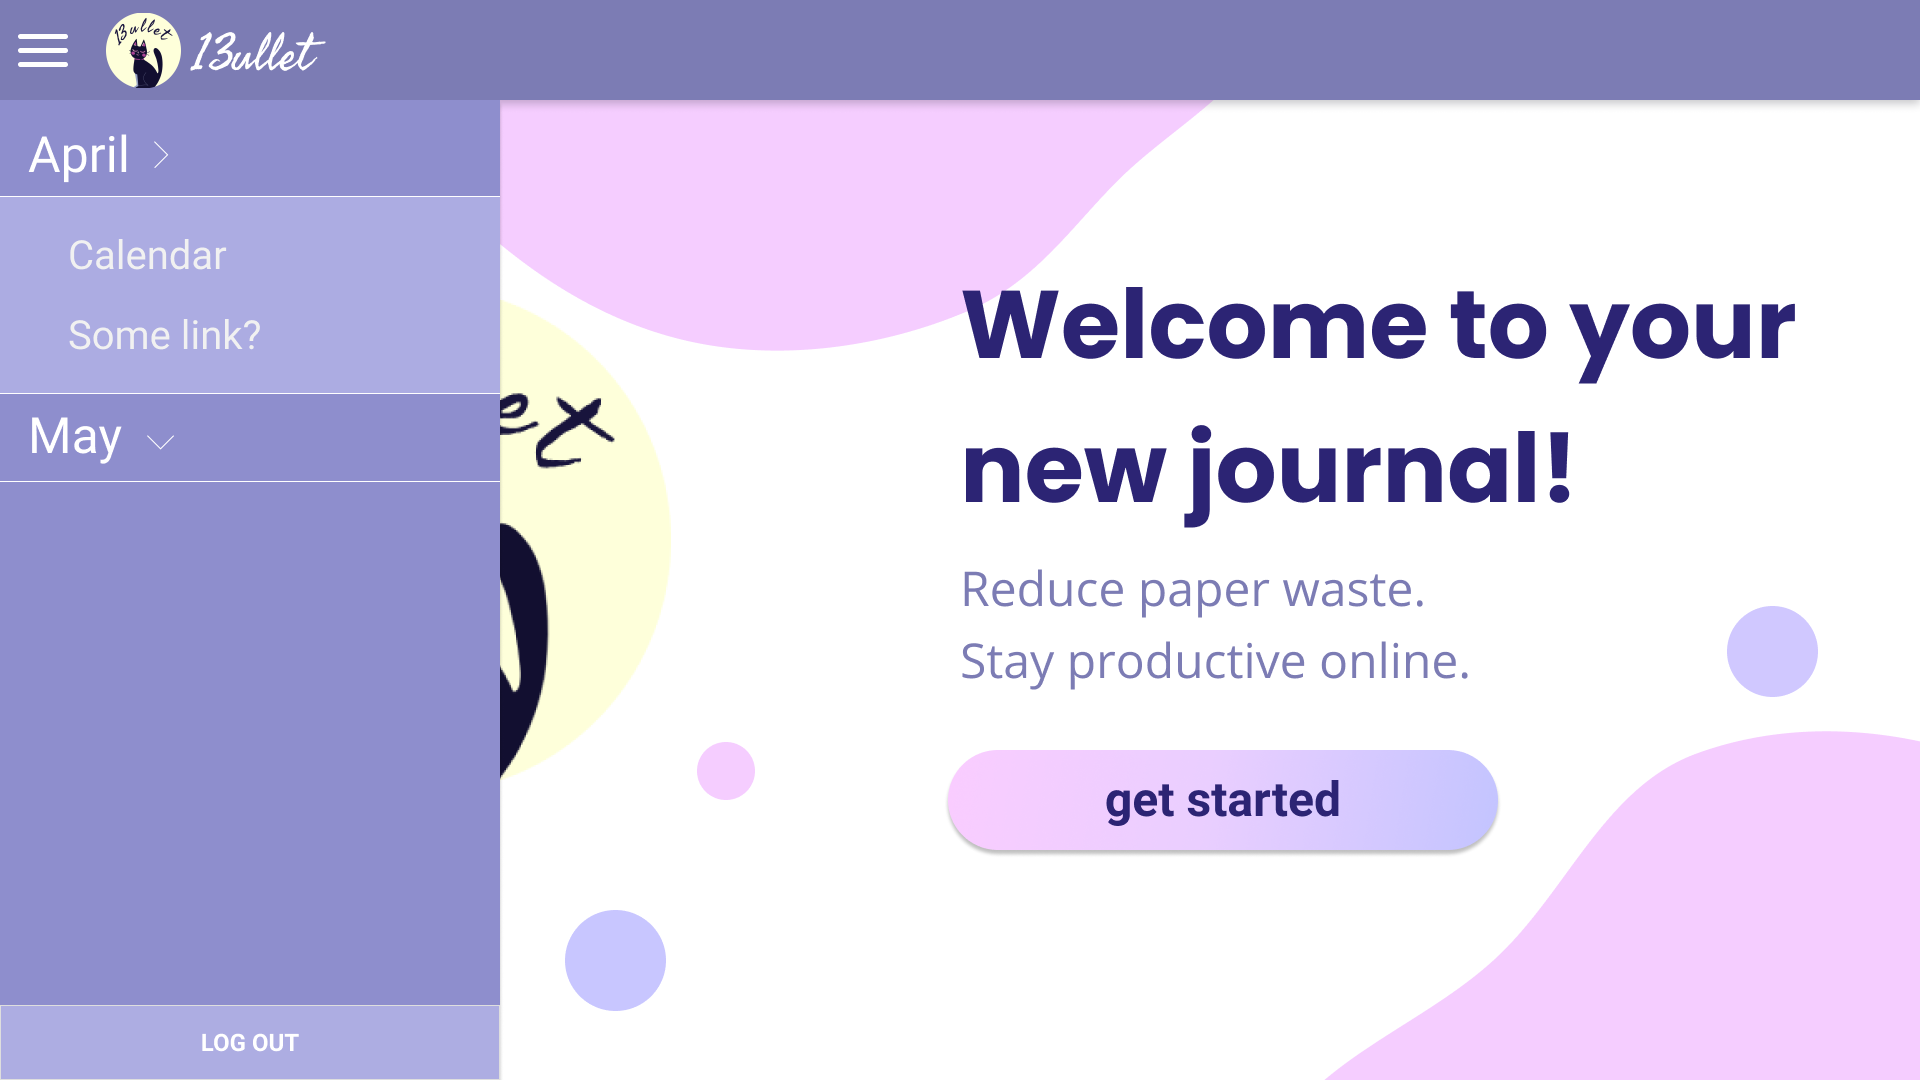 13ullet
13ullet
April
Calendar
Some link?
May
LOG OUT
Welcome to your
new journal!
Reduce paper waste.
Stay productive online.
get started